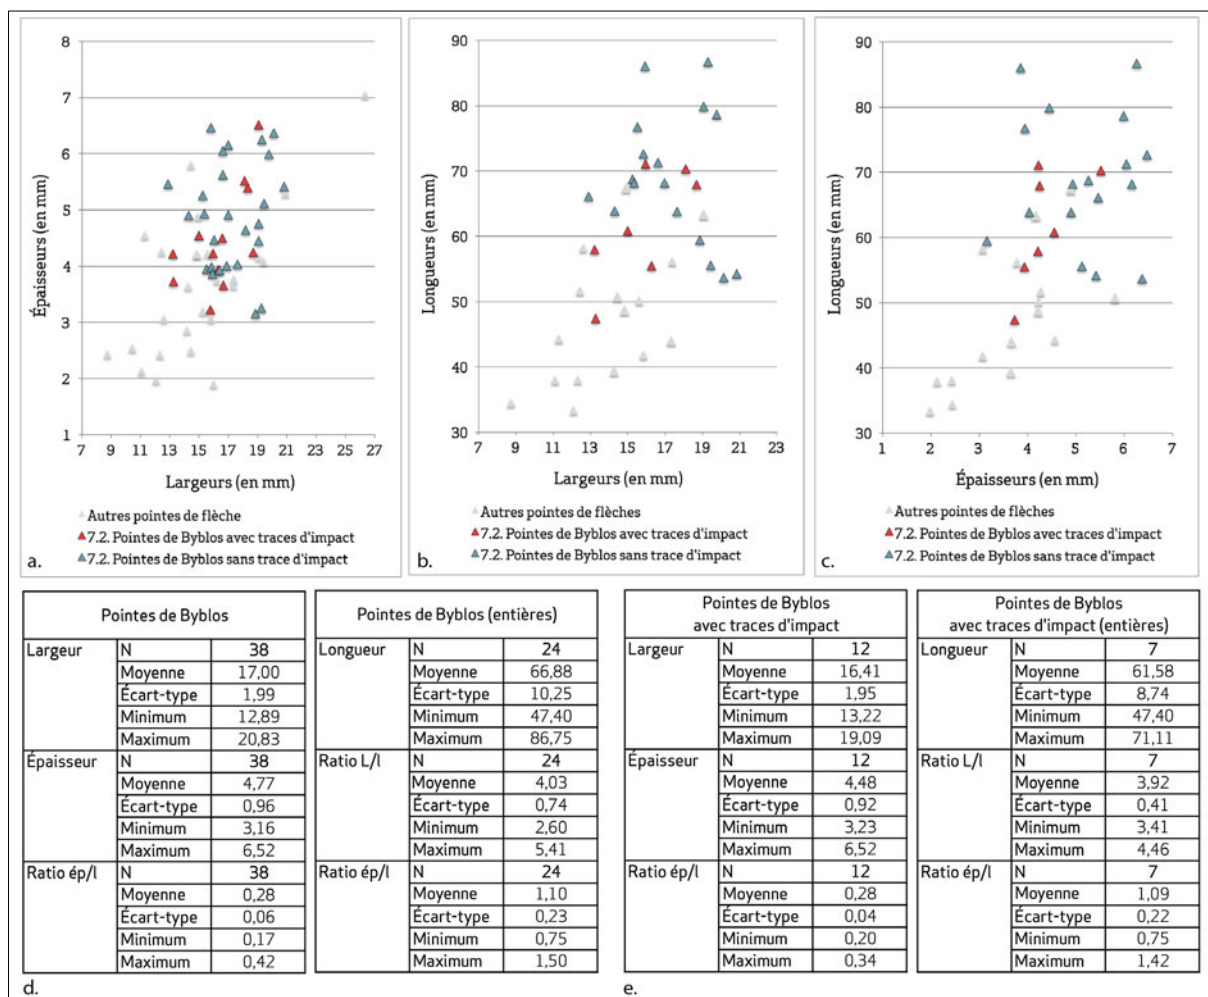 8
7
6
5
4
3
2
1
Épaisseurs (en mm)
7 9 11 13 15 17 19 21 23 25 27
Largeurs (en mm)
Autres pointes de flèche
7.2. Pointes de Byblos avec traces d'impact
7.2. Pointes de Byblos sans trace d'impact
a.
90
80
70
60
50
40
30
Longueurs (en mm)
7 9 11 13 15 17 19 21 23
Largeurs (en mm)
Autres pointes de flèches
7.2. Pointes de Byblos avec traces d'impact
7.2. Pointes de Byblos sans trace d'impact
b.
90
80
70
60
50
40
30
Longueurs (en mm)
1 2 3 4 5 6 7
Épaisseurs (en mm)
Autres pointes de flèches
7.2. Pointes de Byblos avec traces d'impact
7.2. Pointes de Byblos sans trace d'impact
c.
Pointes de Byblos
Largeur N 38
Moyenne 17,00
Écart-type 1,99
Minimum 12,89
Maximum 20,83
Épaisseur N 38
Moyenne 4,77
Écart-type 0,96
Minimum 3,16
Maximum 6,52
Ratio ép/l N 38
Moyenne 0,28
Écart-type 0,06
Minimum 0,17
Maximum 0,42
Pointes de Byblos (entières)
Longueur N 24
Moyenne 66,88
Écart-type 10,25
Minimum 47,40
Maximum 86,75
Ratio L/l N 24
Moyenne 4,03
Écart-type 0,74
Minimum 2,60
Maximum 5,41
Ratio ép/l N 24
Moyenne 1,10
Écart-type 0,23
Minimum 0,75
Maximum 1,50
d.
Pointes de Byblos
avec traces d'impact
Largeur N 12
Moyenne 16,41
Écart-type 1,95
Minimum 13,22
Maximum 19,09
Épaisseur N 12
Moyenne 4,48
Écart-type 0,92
Minimum 3,23
Maximum 6,52
Ratio ép/l N 12
Moyenne 0,28
Écart-type 0,04
Minimum 0,20
Maximum 0,34
Pointes de Byblos
avec traces d'impact (entières)
Longueur N 7
Moyenne 61,58
Écart-type 8,74
Minimum 47,40
Maximum 71,11
Ratio L/l N 7
Moyenne 3,92
Écart-type 0,41
Minimum 3,41
Maximum 4,46
Ratio ép/l N 7
Moyenne 1,09
Écart-type 0,22
Minimum 0,75
Maximum 1,42
e.